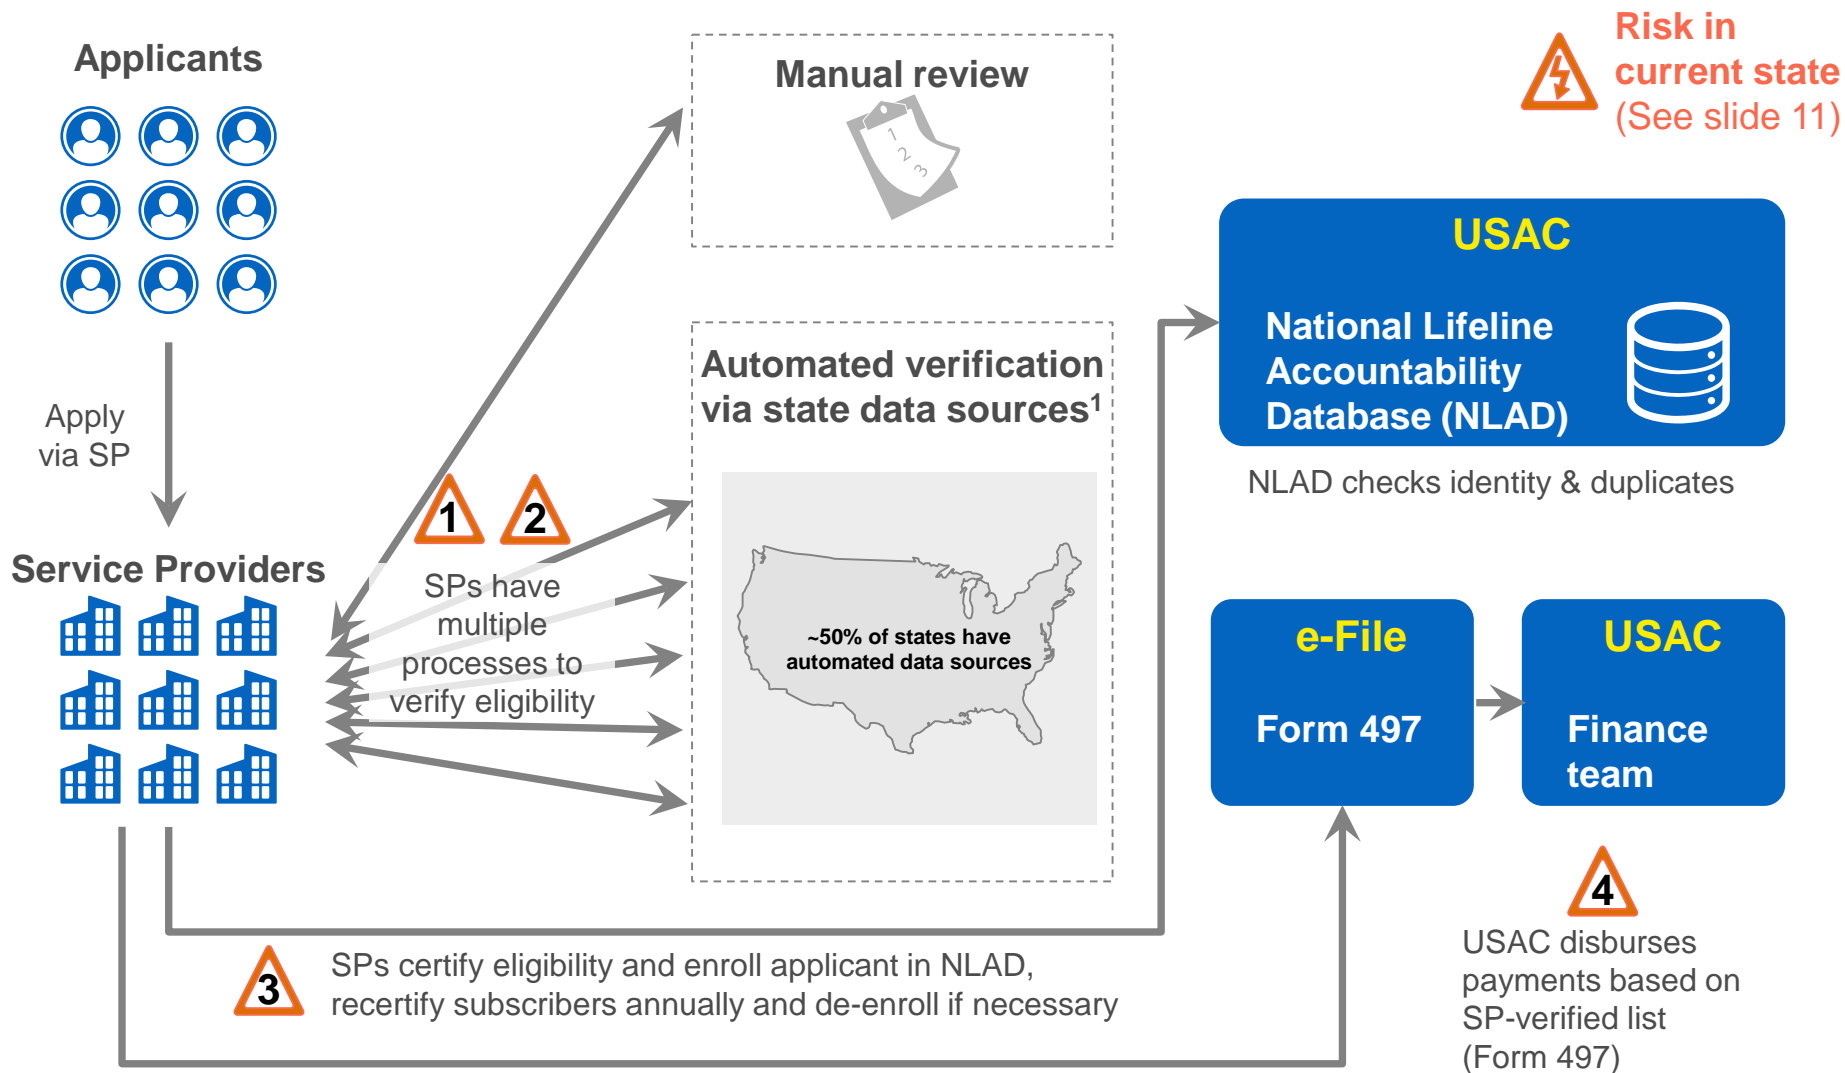 Applicants
Apply
via SP
Service Providers
Manual review
1
2
3
Automated verification
via state data sources¹
~50% of states have
automated data sources
1
2
SPs have
multiple
processes to
verify eligibility
Risk in
current state
(See slide 11)
USAC
National Lifeline
Accountability
Database (NLAD)
NLAD checks identity & duplicates
e-File
Form 497
USAC
Finance
team
4
USAC disburses
payments based on
SP-verified list
(Form 497)
3
SPs certify eligibility and enroll applicant in NLAD,
recertify subscribers annually and de-enroll if necessary